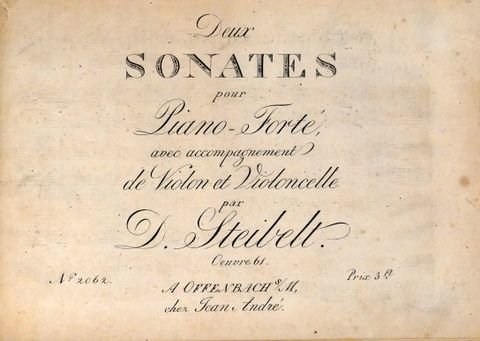 Deux
SONATES
pour
Piano-Forté,
avec accompagnement
de Violon et Violoncelle
par
D. Steibelt.
Oeuvre 61.
Nº 2062.
Prix 3 fl
A OFFENBACH s/M,
chez Jean André.